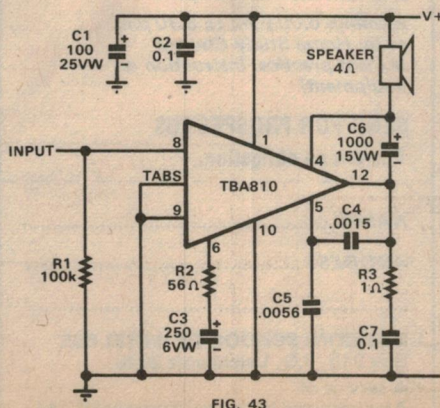 V+
C1
100
25VW
+
C2
0.1
SPEAKER
4Ω
C6
1000
15VW
+
−
INPUT
8
1
4
TABS
TBA810
12
9
5
6
10
C4
.0015
R1
100k
R2
56Ω
R3
1Ω
C5
.0056
C3
250
6VW
+
−
C7
0.1
FIG. 43